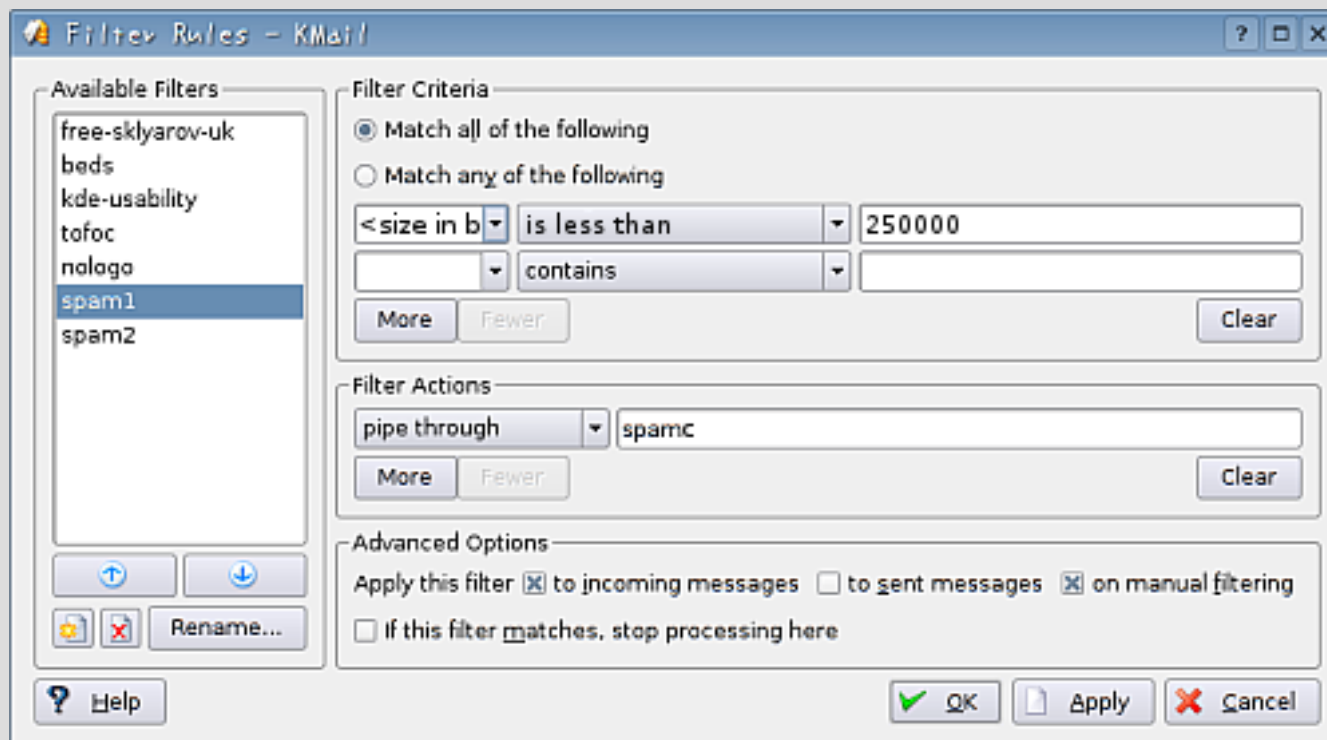 Filter Rules - KMail
Available Filters
free-sklyarov-uk
beds
kde-usability
tofoc
nologo
spam1
spam2
Rename...
Filter Criteria
Match all of the following
Match any of the following
<size in b is less than 250000
contains
More Fewer Clear
Filter Actions
pipe through spamc
More Fewer Clear
Advanced Options
Apply this filter to incoming messages to sent messages on manual filtering
If this filter matches, stop processing here
? Help OK Apply Cancel